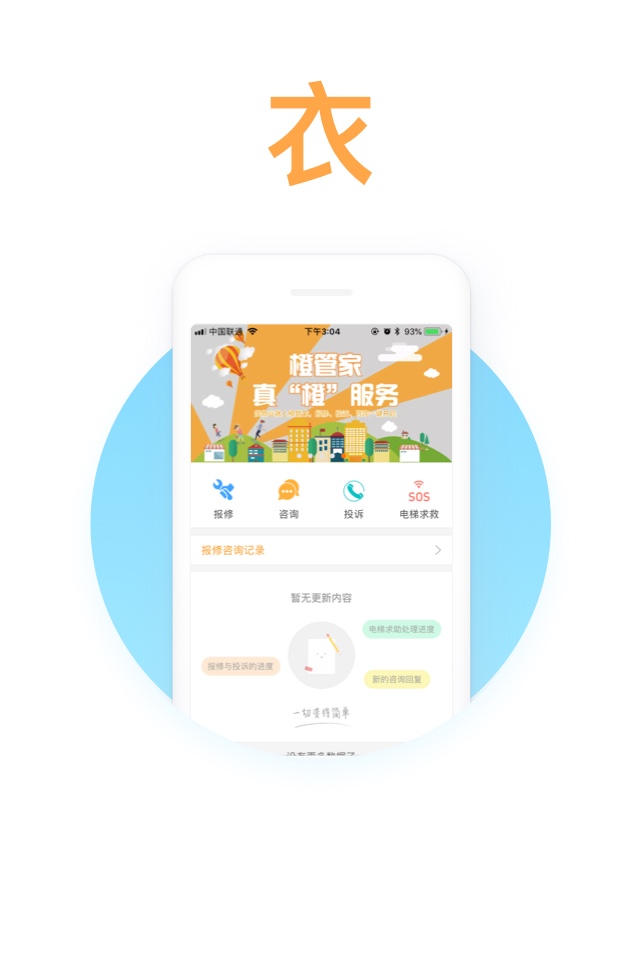 衣
中国联通 下午3:04 93%
橙管家
真“橙”服务
报修 咨询 投诉 SOS 电梯求救
报修咨询记录
暂无更新内容
电梯求助处理进度
报修与投诉的进度
新的咨询回复
一切变得简单